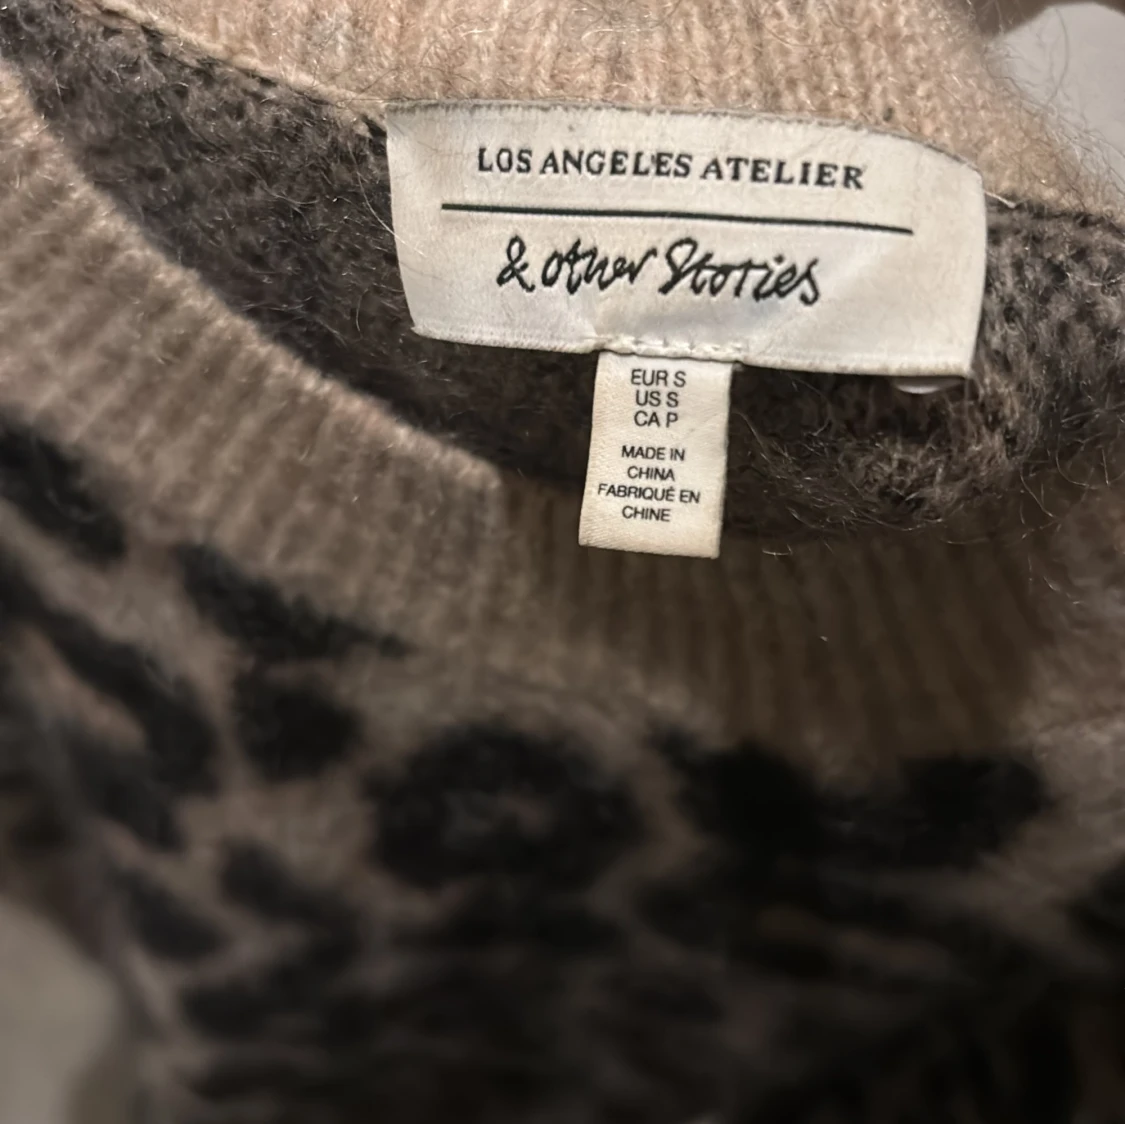 LOS ANGELES ATELIER
& other Stories
EUR S
US S
CA P
MADE IN
CHINA
FABRIQUÉ EN
CHINE